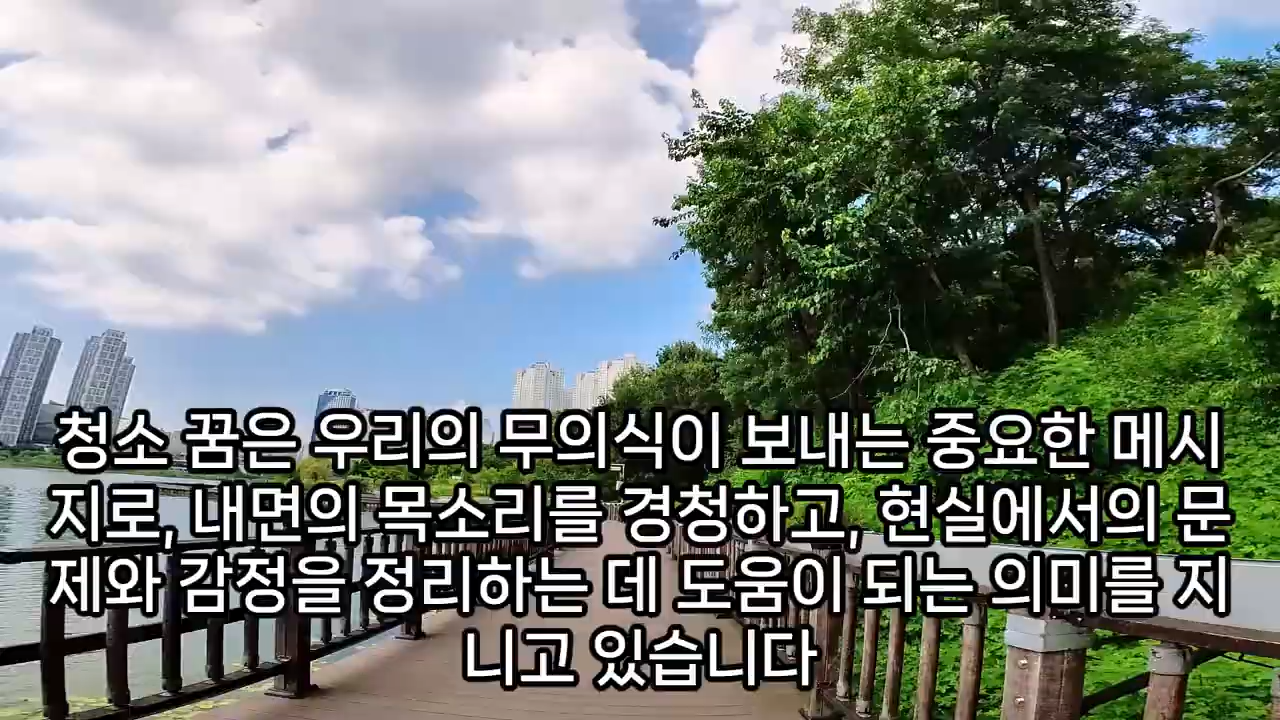 청소 꿈은 우리의 무의식이 보내는 중요한 메시
지로, 내면의 목소리를 경청하고, 현실에서의 문
제와 감정을 정리하는 데 도움이 되는 의미를 지
니고 있습니다